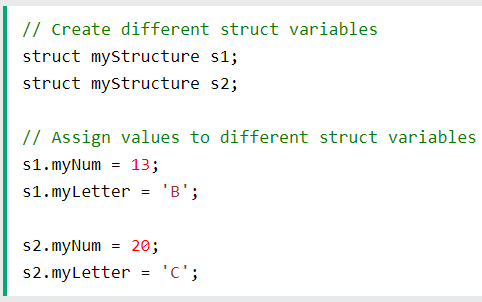 // Create different struct variables
struct myStructure s1;
struct myStructure s2;
// Assign values to different struct variables
s1.myNum = 13;
s1.myLetter = 'B';
s2.myNum = 20;
s2.myLetter = 'C';